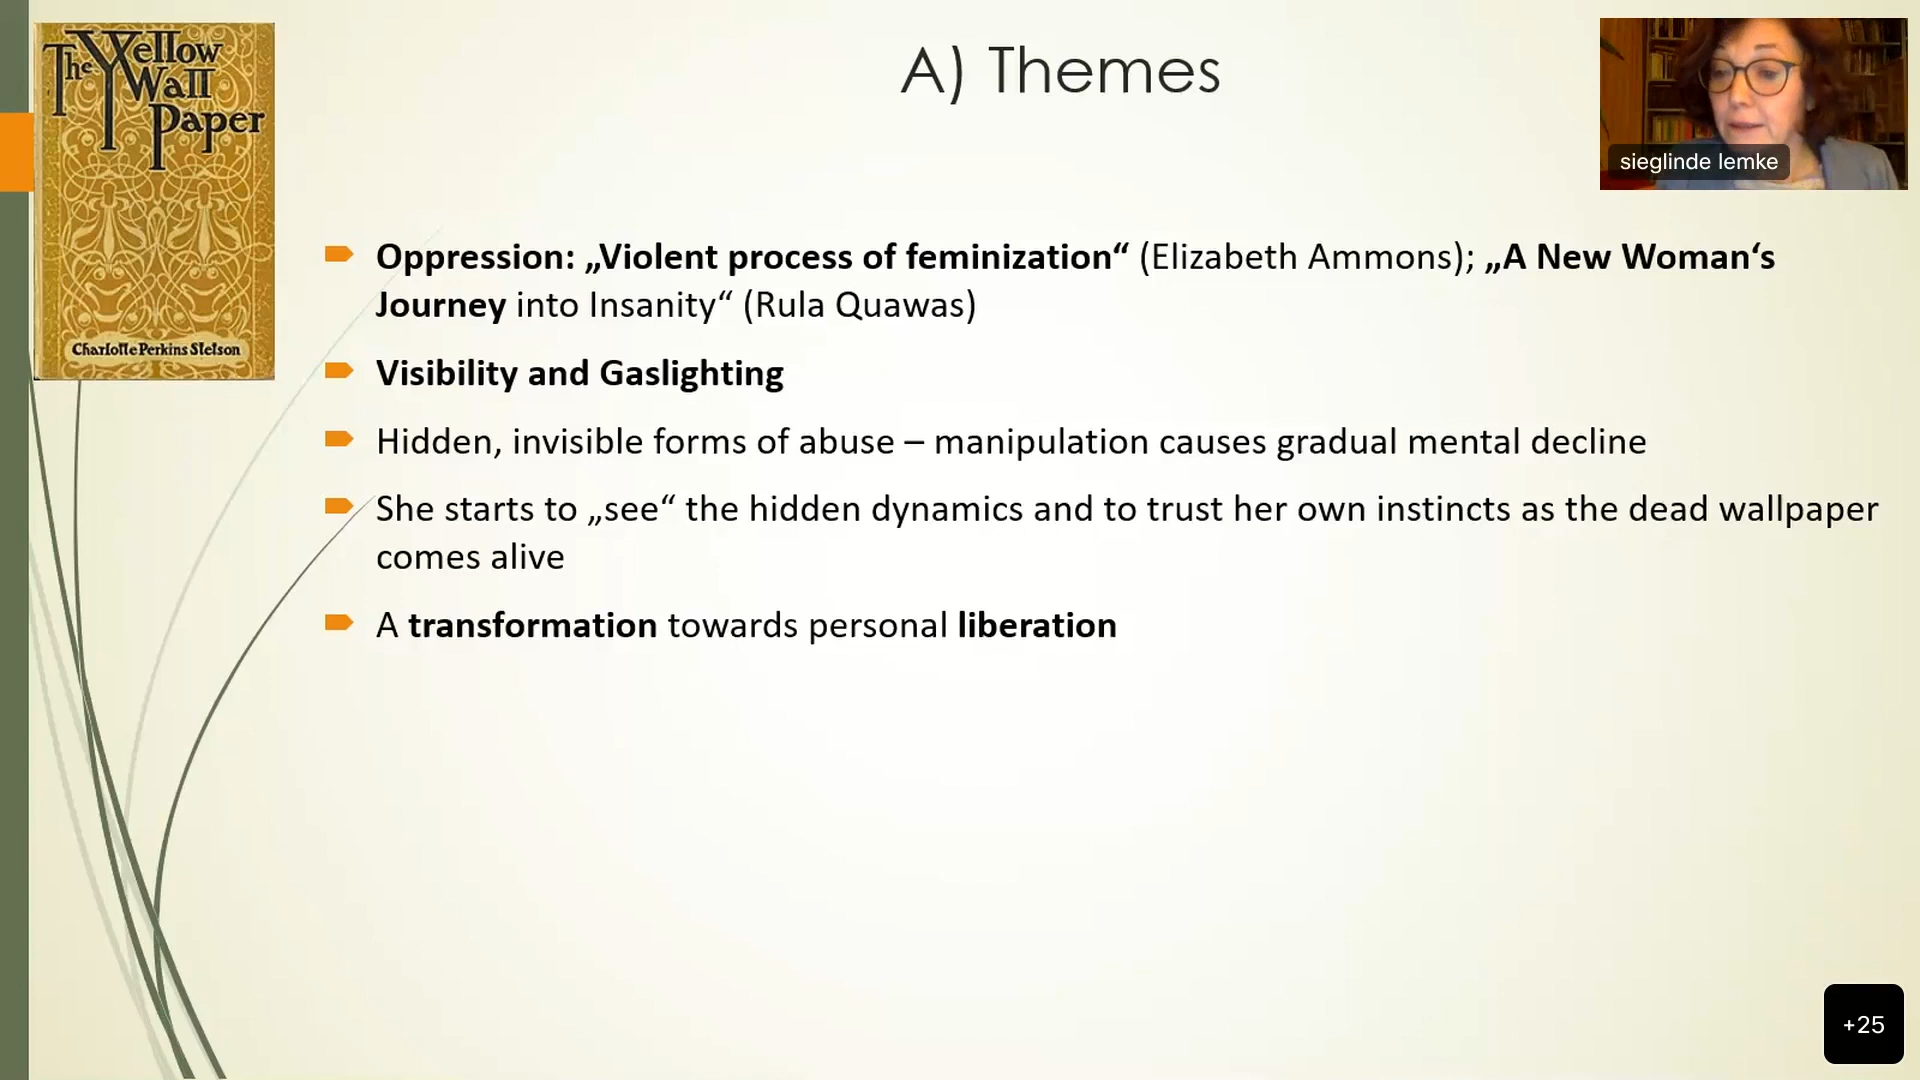 The Yellow
Wall
Paper
Charlotte Perkins Stetson
A) Themes
sieglinde lemke
Oppression: „Violent process of feminization“ (Elizabeth Ammons); „A New Woman‘s
Journey into Insanity“ (Rula Quawas)
Visibility and Gaslighting
Hidden, invisible forms of abuse – manipulation causes gradual mental decline
She starts to „see“ the hidden dynamics and to trust her own instincts as the dead wallpaper
comes alive
A transformation towards personal liberation
+25